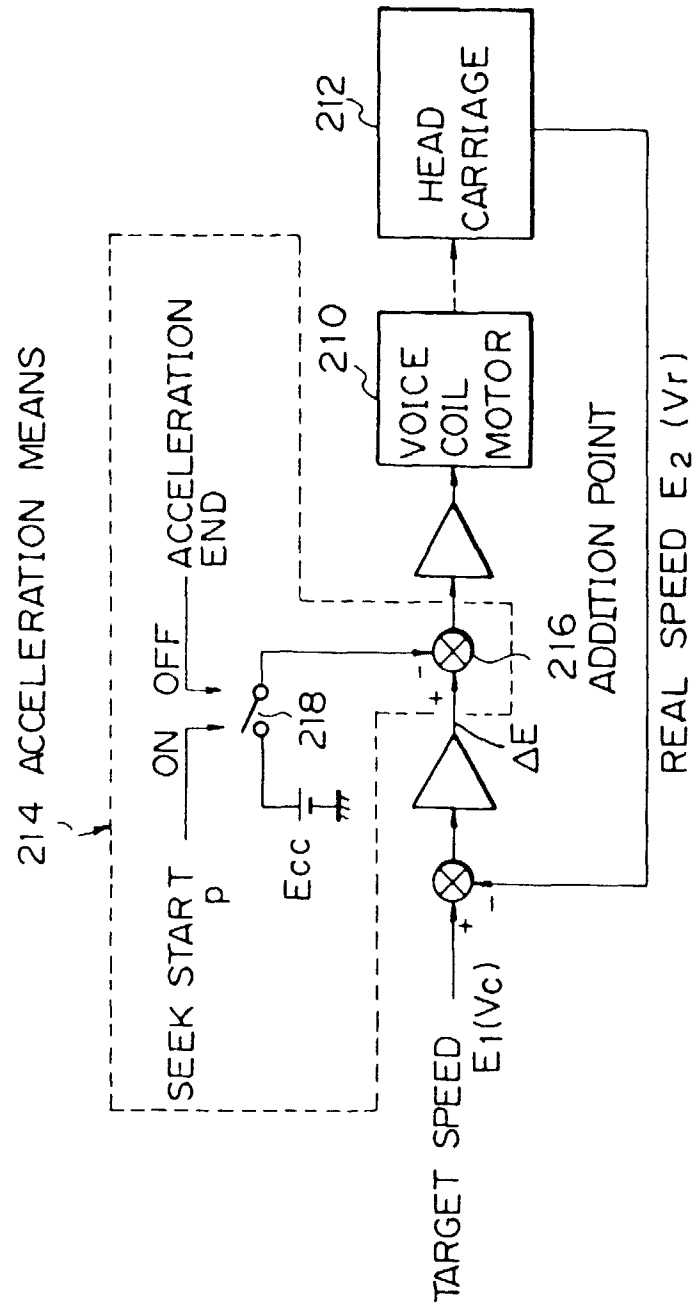 214 ACCELERATION MEANS
SEEK START
p
ON
OFF
ACCELERATION
END
Ecc
218
TARGET SPEED
E1(Vc)
+
-
ΔE
+
-
216
ADDITION POINT
210
VOICE
COIL
MOTOR
212
HEAD
CARRIAGE
REAL SPEED E2 (Vr)